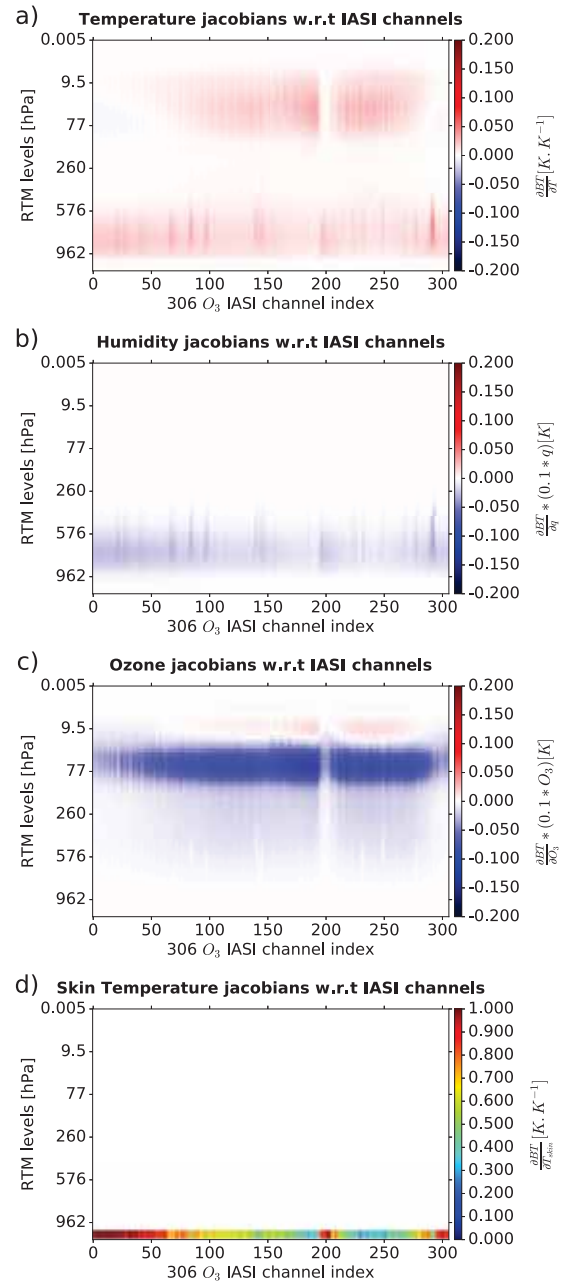 a)
Temperature jacobians w.r.t IASI channels
RTM levels [hPa]
0.005
9.5
77
260
576
962
0 50 100 150 200 250 300
306 O₃ IASI channel index
0.200
0.150
0.100
0.050
0.000
-0.050
-0.100
-0.150
-0.200
∂BT/∂T [K.K⁻¹]
b)
Humidity jacobians w.r.t IASI channels
RTM levels [hPa]
0.005
9.5
77
260
576
962
0 50 100 150 200 250 300
306 O₃ IASI channel index
0.200
0.150
0.100
0.050
0.000
-0.050
-0.100
-0.150
-0.200
∂BT/∂q * (0.1 * q)[K]
c)
Ozone jacobians w.r.t IASI channels
RTM levels [hPa]
0.005
9.5
77
260
576
962
0 50 100 150 200 250 300
306 O₃ IASI channel index
0.200
0.150
0.100
0.050
0.000
-0.050
-0.100
-0.150
-0.200
∂BT/∂O₃ * (0.1 * O₃)[K]
d)
Skin Temperature jacobians w.r.t IASI channels
RTM levels [hPa]
0.005
9.5
77
260
576
962
0 50 100 150 200 250 300
306 O₃ IASI channel index
1.000
0.900
0.800
0.700
0.600
0.500
0.400
0.300
0.200
0.100
0.000
∂BT/∂T_skin [K.K⁻¹]